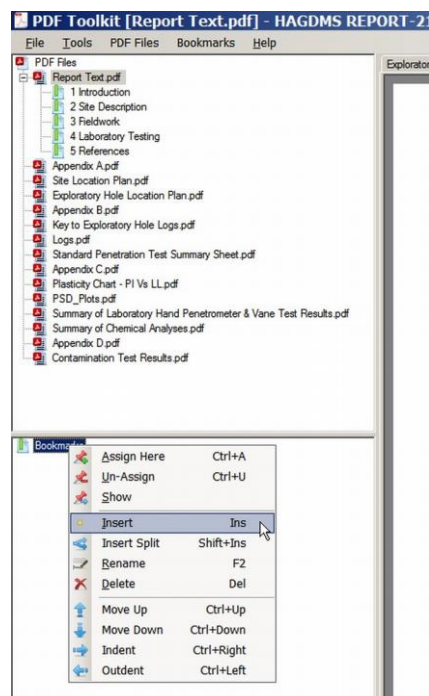 PDF Toolkit [Report Text.pdf] - HAGDMS REPORT-21
File Tools PDF Files Bookmarks Help
PDF Files
Explorator
Report Text.pdf
1 Introduction
2 Site Description
3 Fieldwork
4 Laboratory Testing
5 References
Appendix A.pdf
Site Location Plan.pdf
Exploratory Hole Location Plan.pdf
Appendix B.pdf
Key to Exploratory Hole Logs.pdf
Logs.pdf
Standard Penetration Test Summary Sheet.pdf
Appendix C.pdf
Plasticity Chart - PI Vs LL.pdf
PSD_Plots.pdf
Summary of Laboratory Hand Penetrometer & Vane Test Results.pdf
Summary of Chemical Analyses.pdf
Appendix D.pdf
Contamination Test Results.pdf
Bookmarks
Assign Here Ctrl+A
Un-Assign Ctrl+U
Show
Insert Ins
Insert Split Shift+Ins
Rename F2
Delete Del
Move Up Ctrl+Up
Move Down Ctrl+Down
Indent Ctrl+Right
Outdent Ctrl+Left